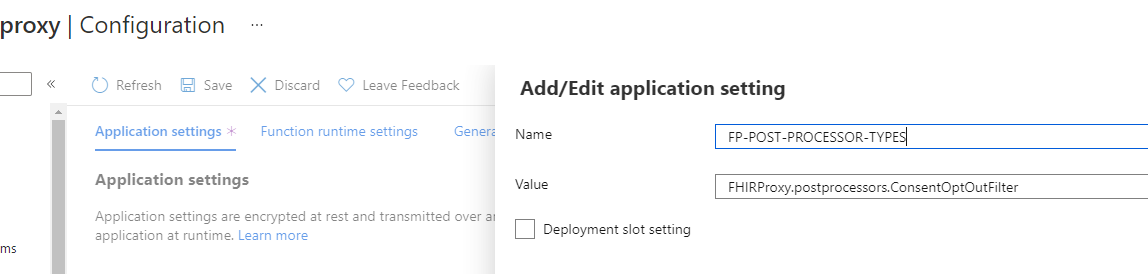 proxy | Configuration ...
«
Refresh Save Discard Leave Feedback
Application settings * Function runtime settings Genera
Application settings
Application settings are encrypted at rest and transmitted over an
application at runtime. Learn more
ms
Add/Edit application setting
Name
FP-POST-PROCESSOR-TYPES
Value
FHIRProxy.postprocessors.ConsentOptOutFilter
Deployment slot setting